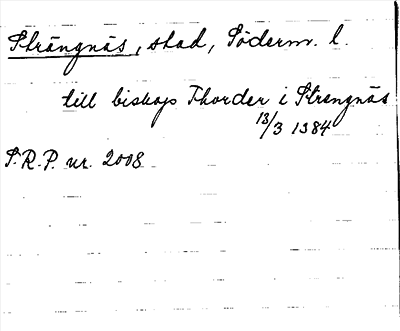 Strängnäs, stad, Söderm. l.
till biskop Thorder i Strengnäs
13/3 1384
S.R.P. nr. 2008